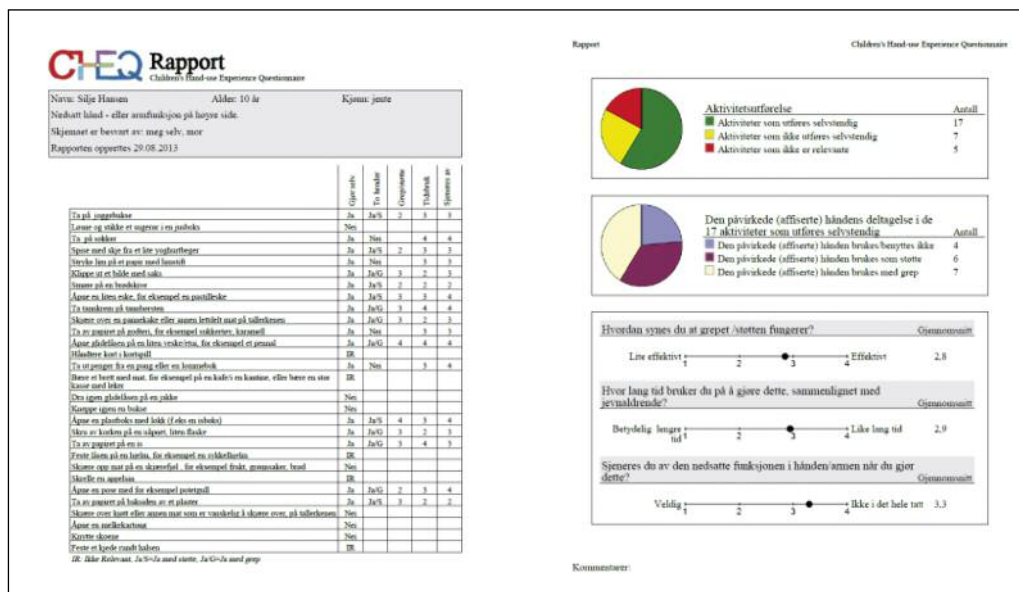 CHEQ Rapport
Children's Hand-use Experience Questionnaire
Navn: Silje Hansen Alder: 10 år Kjønn: jente
Nedsatt hånd - eller armfunksjon på høyre side.
Skjemaet er besvart av: meg selv, mor
Rapporten opprettes 29.08.2013
Gjør selv To hender Grep/støtte Tidsbruk Sjeneres av
Ta på joggebukse Ja Ja/S 2 3 3
Løsne og stikke et sugerør i en jusboks Nei
Ta på sokker Ja Nei 4 4
Spise med skje fra et lite yoghurtbeger Ja Ja/S 2 3 3
Stryke lim på et papir med limstift Ja Nei 3 3
Klippe ut et bilde med saks Ja Ja/G 3 2 3
Smøre på en brødskive Ja Ja/S 2 2 2
Åpne en liten eske, for eksempel en pastilleske Ja Ja/S 3 3 4
Ta tannkrem på tannbørsten Ja Ja/G 3 4 4
Skjære over en pannekake eller annen lettdelt mat på tallerkenen Ja Ja/G 3 2 3
Ta av papiret på godteri, for eksempel sukkertøy, karamell Ja Nei 3 3
Åpne glidelåsen på en liten veske/etui, for eksempel et pennal Ja Ja/G 4 4 4
Håndtere kort i kortspill IR
Ta ut penger fra en pung eller en lommebok Ja Nei 3 4
Bære et brett med mat, for eksempel på en kafe/i en kantine, eller bære en stor
kasse med leker IR
Dra igjen glidelåsen på en jakke Nei
Kneppe igjen en bukse Nei
Åpne en plastboks med lokk (f.eks en isboks) Ja Ja/S 4 3 4
Skru av korken på en uåpnet, liten flaske Ja Ja/G 3 2 3
Ta av papiret på en is Ja Ja/G 3 4 3
Feste låsen på en hjelm, for eksempel en sykkelhjelm IR
Skjære opp mat på en skjærefjel , for eksempel frukt, grønnsaker, brød Nei
Skrelle en appelsin IR
Åpne en pose med for eksempel potetgull Ja Ja/G 2 3 4
Ta av papiret på baksiden av et plaster Ja Ja/S 3 2 2
Skjære over kjøtt eller annen mat som er vanskelig å skjære over, på tallerkenen Nei
Åpne en melkekartong Nei
Knytte skoene Nei
Feste et kjede rundt halsen IR
IR: Ikke Relevant, Ja/S=Ja med støtte, Ja/G=Ja med grep
Rapport Children's Hand-use Experience Questionnaire
Aktivitetsutførelse Antall
Aktiviteter som utføres selvstendig 17
Aktiviteter som ikke utføres selvstendig 7
Aktiviteter som ikke er relevante 5
Den påvirkede (affiserte) håndens deltagelse i de
17 aktiviteter som utføres selvstendig Antall
Den påvirkede (affiserte) hånden brukes/benyttes ikke 4
Den påvirkede (affiserte) hånden brukes som støtte 6
Den påvirkede (affiserte) hånden brukes med grep 7
Hvordan synes du at grepet /støtten fungerer? Gjennomsnitt
Lite effektivt 1 2 3 4 Effektivt 2,8
Hvor lang tid bruker du på å gjøre dette, sammenlignet med
jevnaldrende? Gjennomsnitt
Betydelig lengre
tid 1 2 3 4 Like lang tid 2,9
Sjeneres du av den nedsatte funksjonen i hånden/armen når du gjør
dette? Gjennomsnitt
Veldig 1 2 3 4 Ikke i det hele tatt 3,3
Kommentarer: